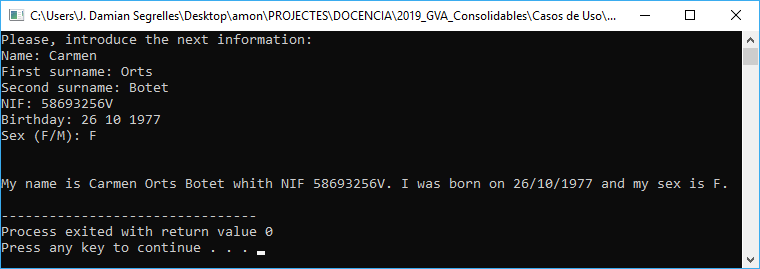 C:\Users\J. Damian Segrelles\Desktop\amon\PROJECTES\DOCENCIA\2019_GVA_Consolidables\Casos de Uso\...
Please, introduce the next information:
Name: Carmen
First surname: Orts
Second surname: Botet
NIF: 58693256V
Birthday: 26 10 1977
Sex (F/M): F
My name is Carmen Orts Botet whith NIF 58693256V. I was born on 26/10/1977 and my sex is F.
--------------------------------
Process exited with return value 0
Press any key to continue . . .